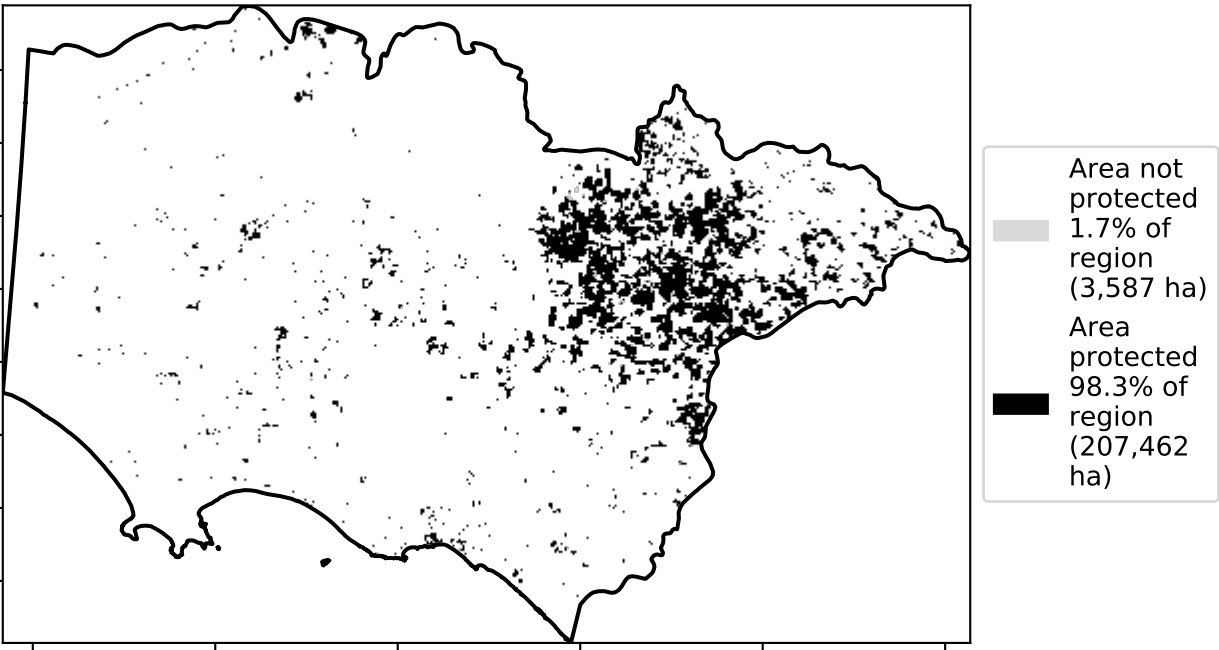 Area not
protected
1.7% of
region
(3,587 ha)
Area
protected
98.3% of
region
(207,462
ha)